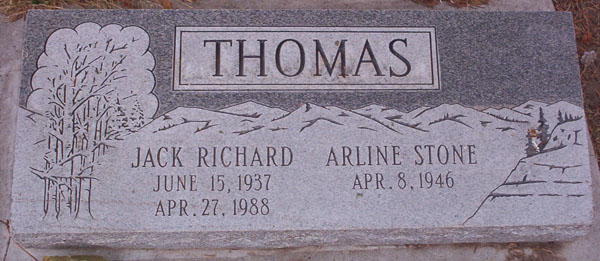 THOMAS
JACK RICHARD
JUNE 15, 1937
APR. 27, 1988
ARLINE STONE
APR. 8, 1946